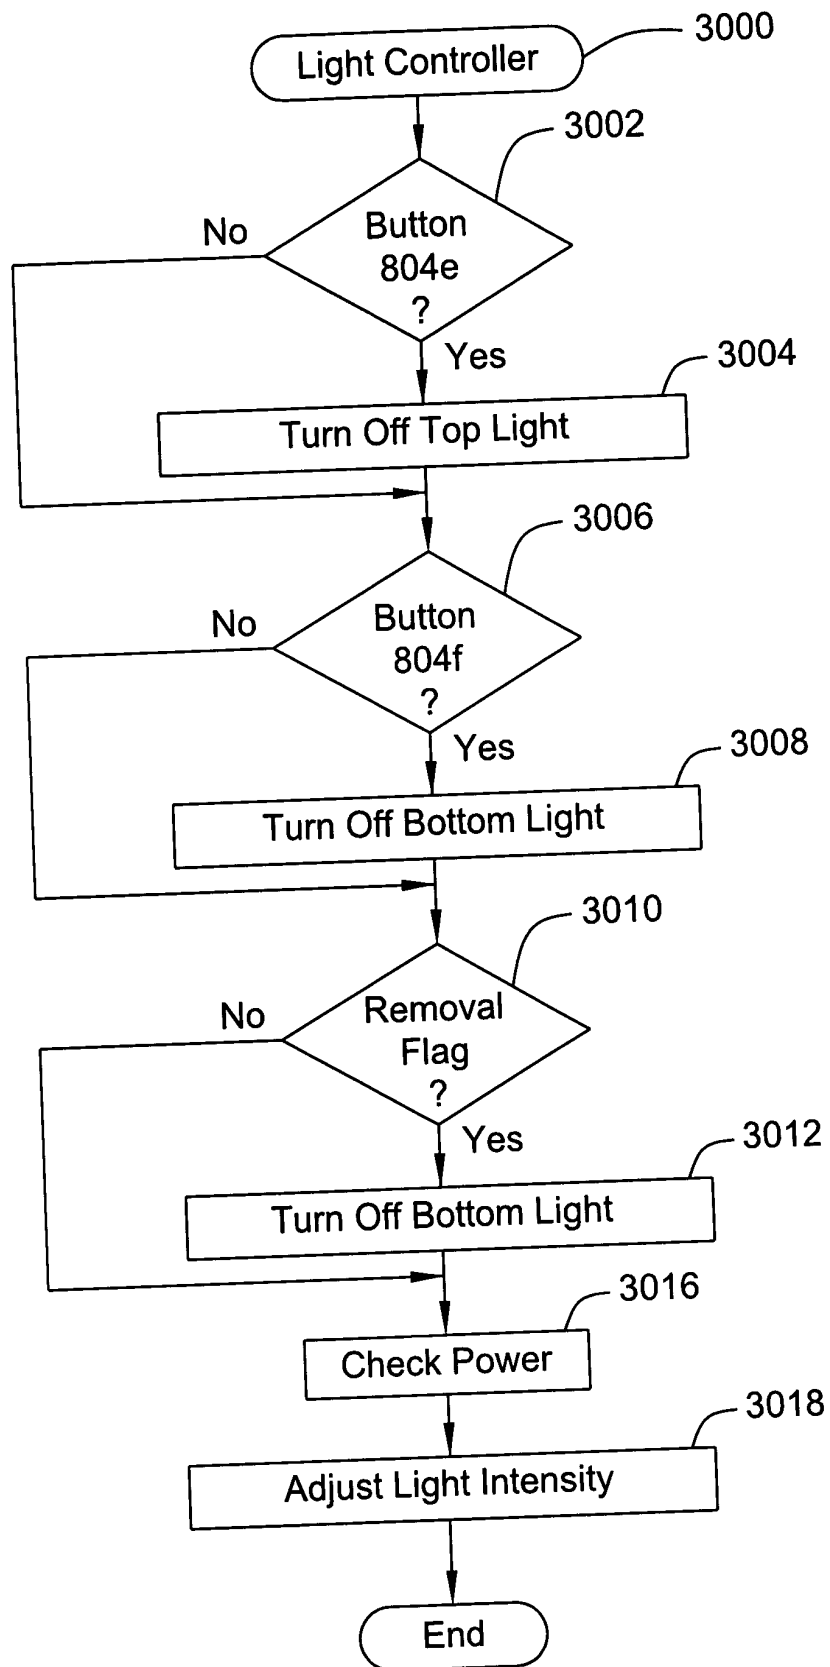 Light Controller
3000
3002
Button
804e
?
No
Yes
3004
Turn Off Top Light
3006
Button
804f
?
No
Yes
3008
Turn Off Bottom Light
3010
Removal
Flag
?
No
Yes
3012
Turn Off Bottom Light
3016
Check Power
3018
Adjust Light Intensity
End